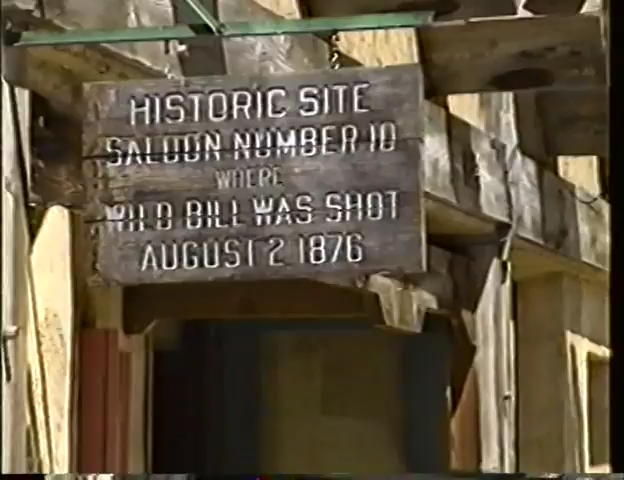 HISTORIC SITE
SALOON NUMBER 10
WHERE
WILD BILL WAS SHOT
AUGUST 2 1876